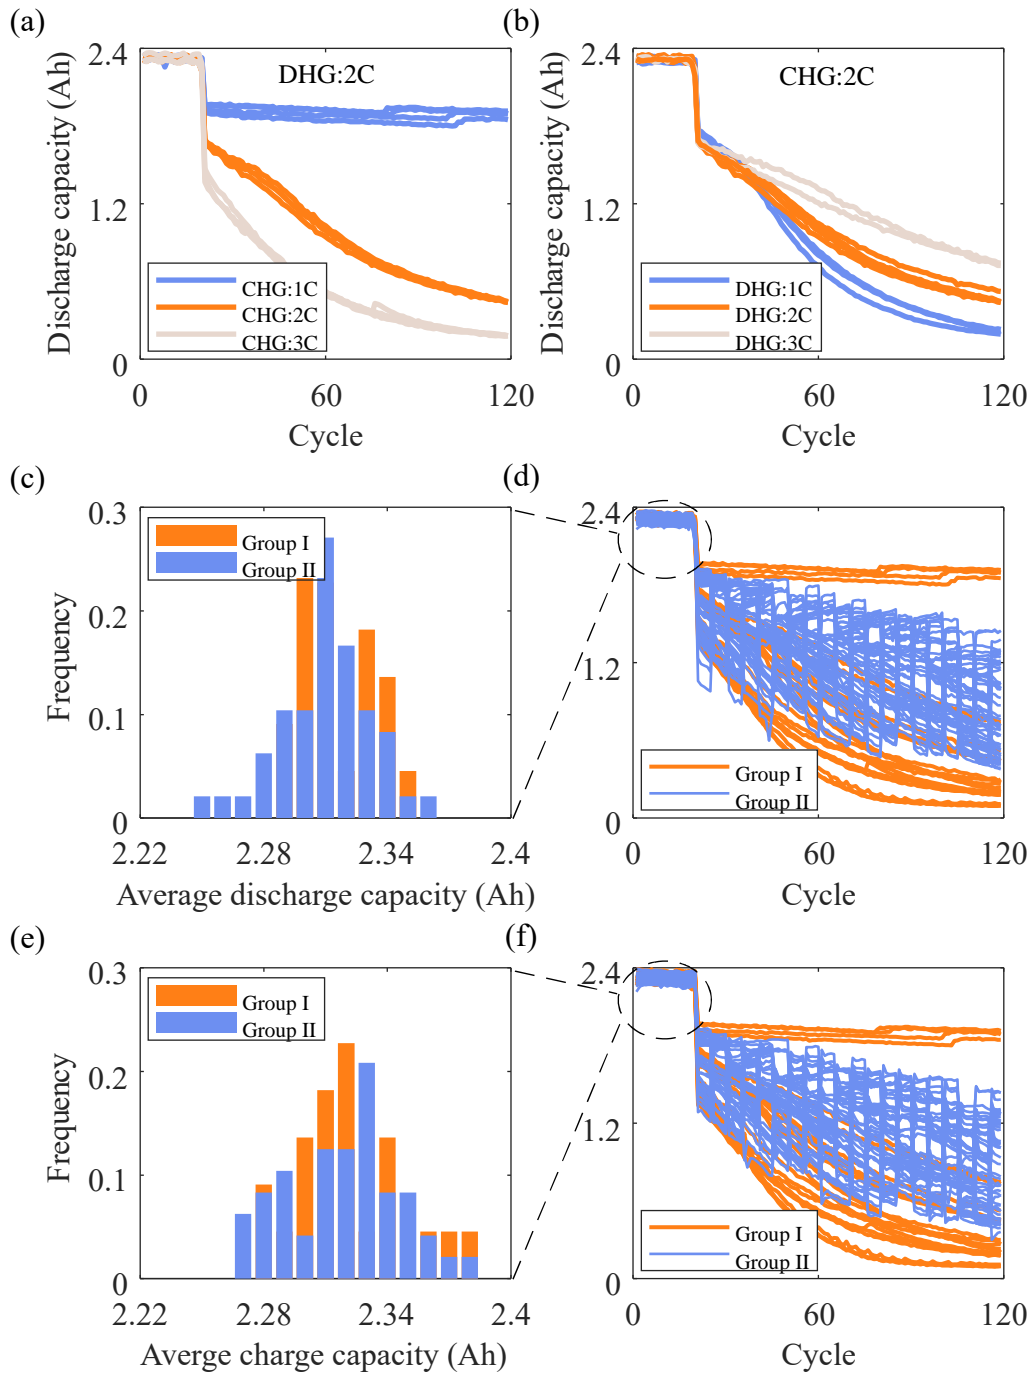 (a)
(b)
Discharge capacity (Ah)
2.4
1.2
0
DHG:2C
CHG:1C
CHG:2C
CHG:3C
0
60
120
Cycle
Discharge capacity (Ah)
2.4
1.2
0
CHG:2C
DHG:1C
DHG:2C
DHG:3C
0
60
120
Cycle
(c)
(d)
Frequency
0.3
0.2
0.1
0
Group I
Group II
2.22
2.28
2.34
2.4
Average discharge capacity (Ah)
2.4
1.2
0
Group I
Group II
0
60
120
Cycle
(e)
(f)
Frequency
0.3
0.2
0.1
0
Group I
Group II
2.22
2.28
2.34
2.4
Averge charge capacity (Ah)
2.4
1.2
0
Group I
Group II
0
60
120
Cycle